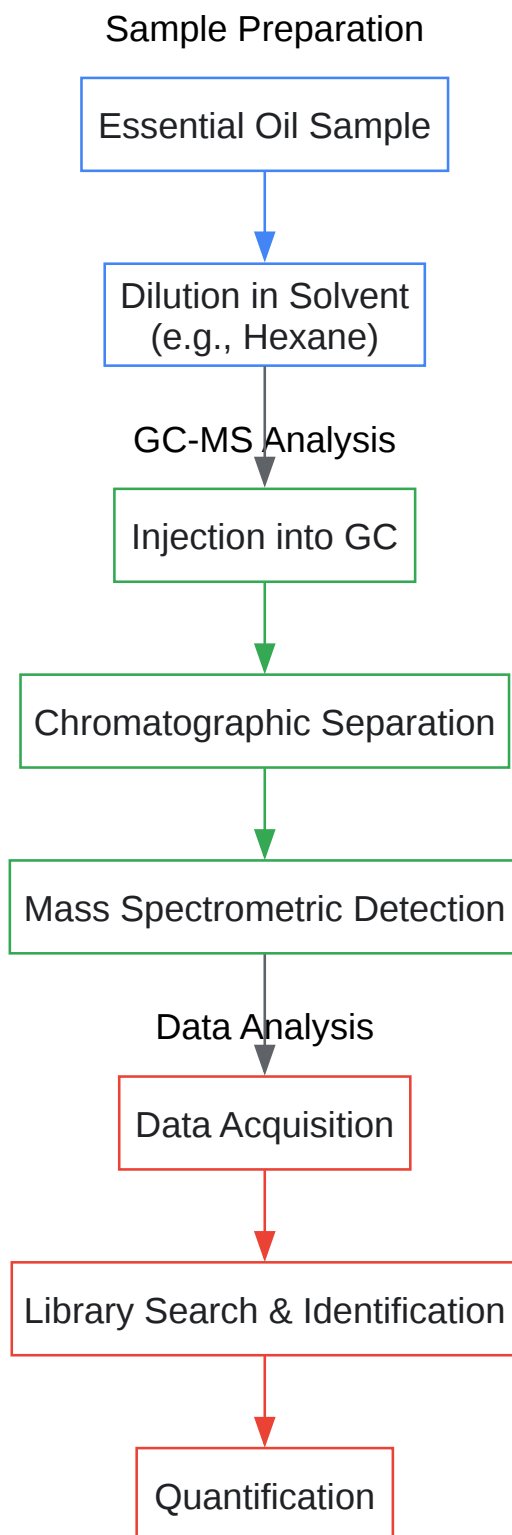 Sample Preparation
Essential Oil Sample
Dilution in Solvent
(e.g., Hexane)
GC-MS Analysis
Injection into GC
Chromatographic Separation
Mass Spectrometric Detection
Data Analysis
Data Acquisition
Library Search & Identification
Quantification